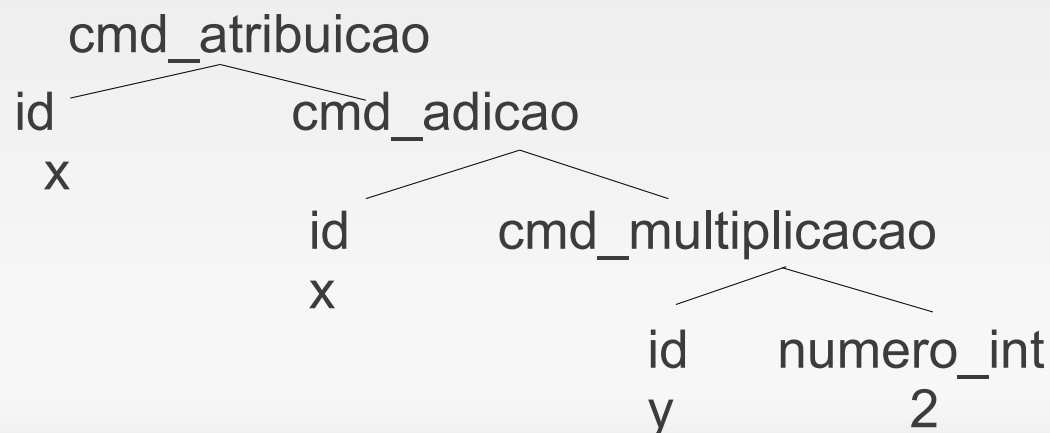 cmd_atribuicao
id cmd_adicao
x
id cmd_multiplicacao
x
id numero_int
y 2